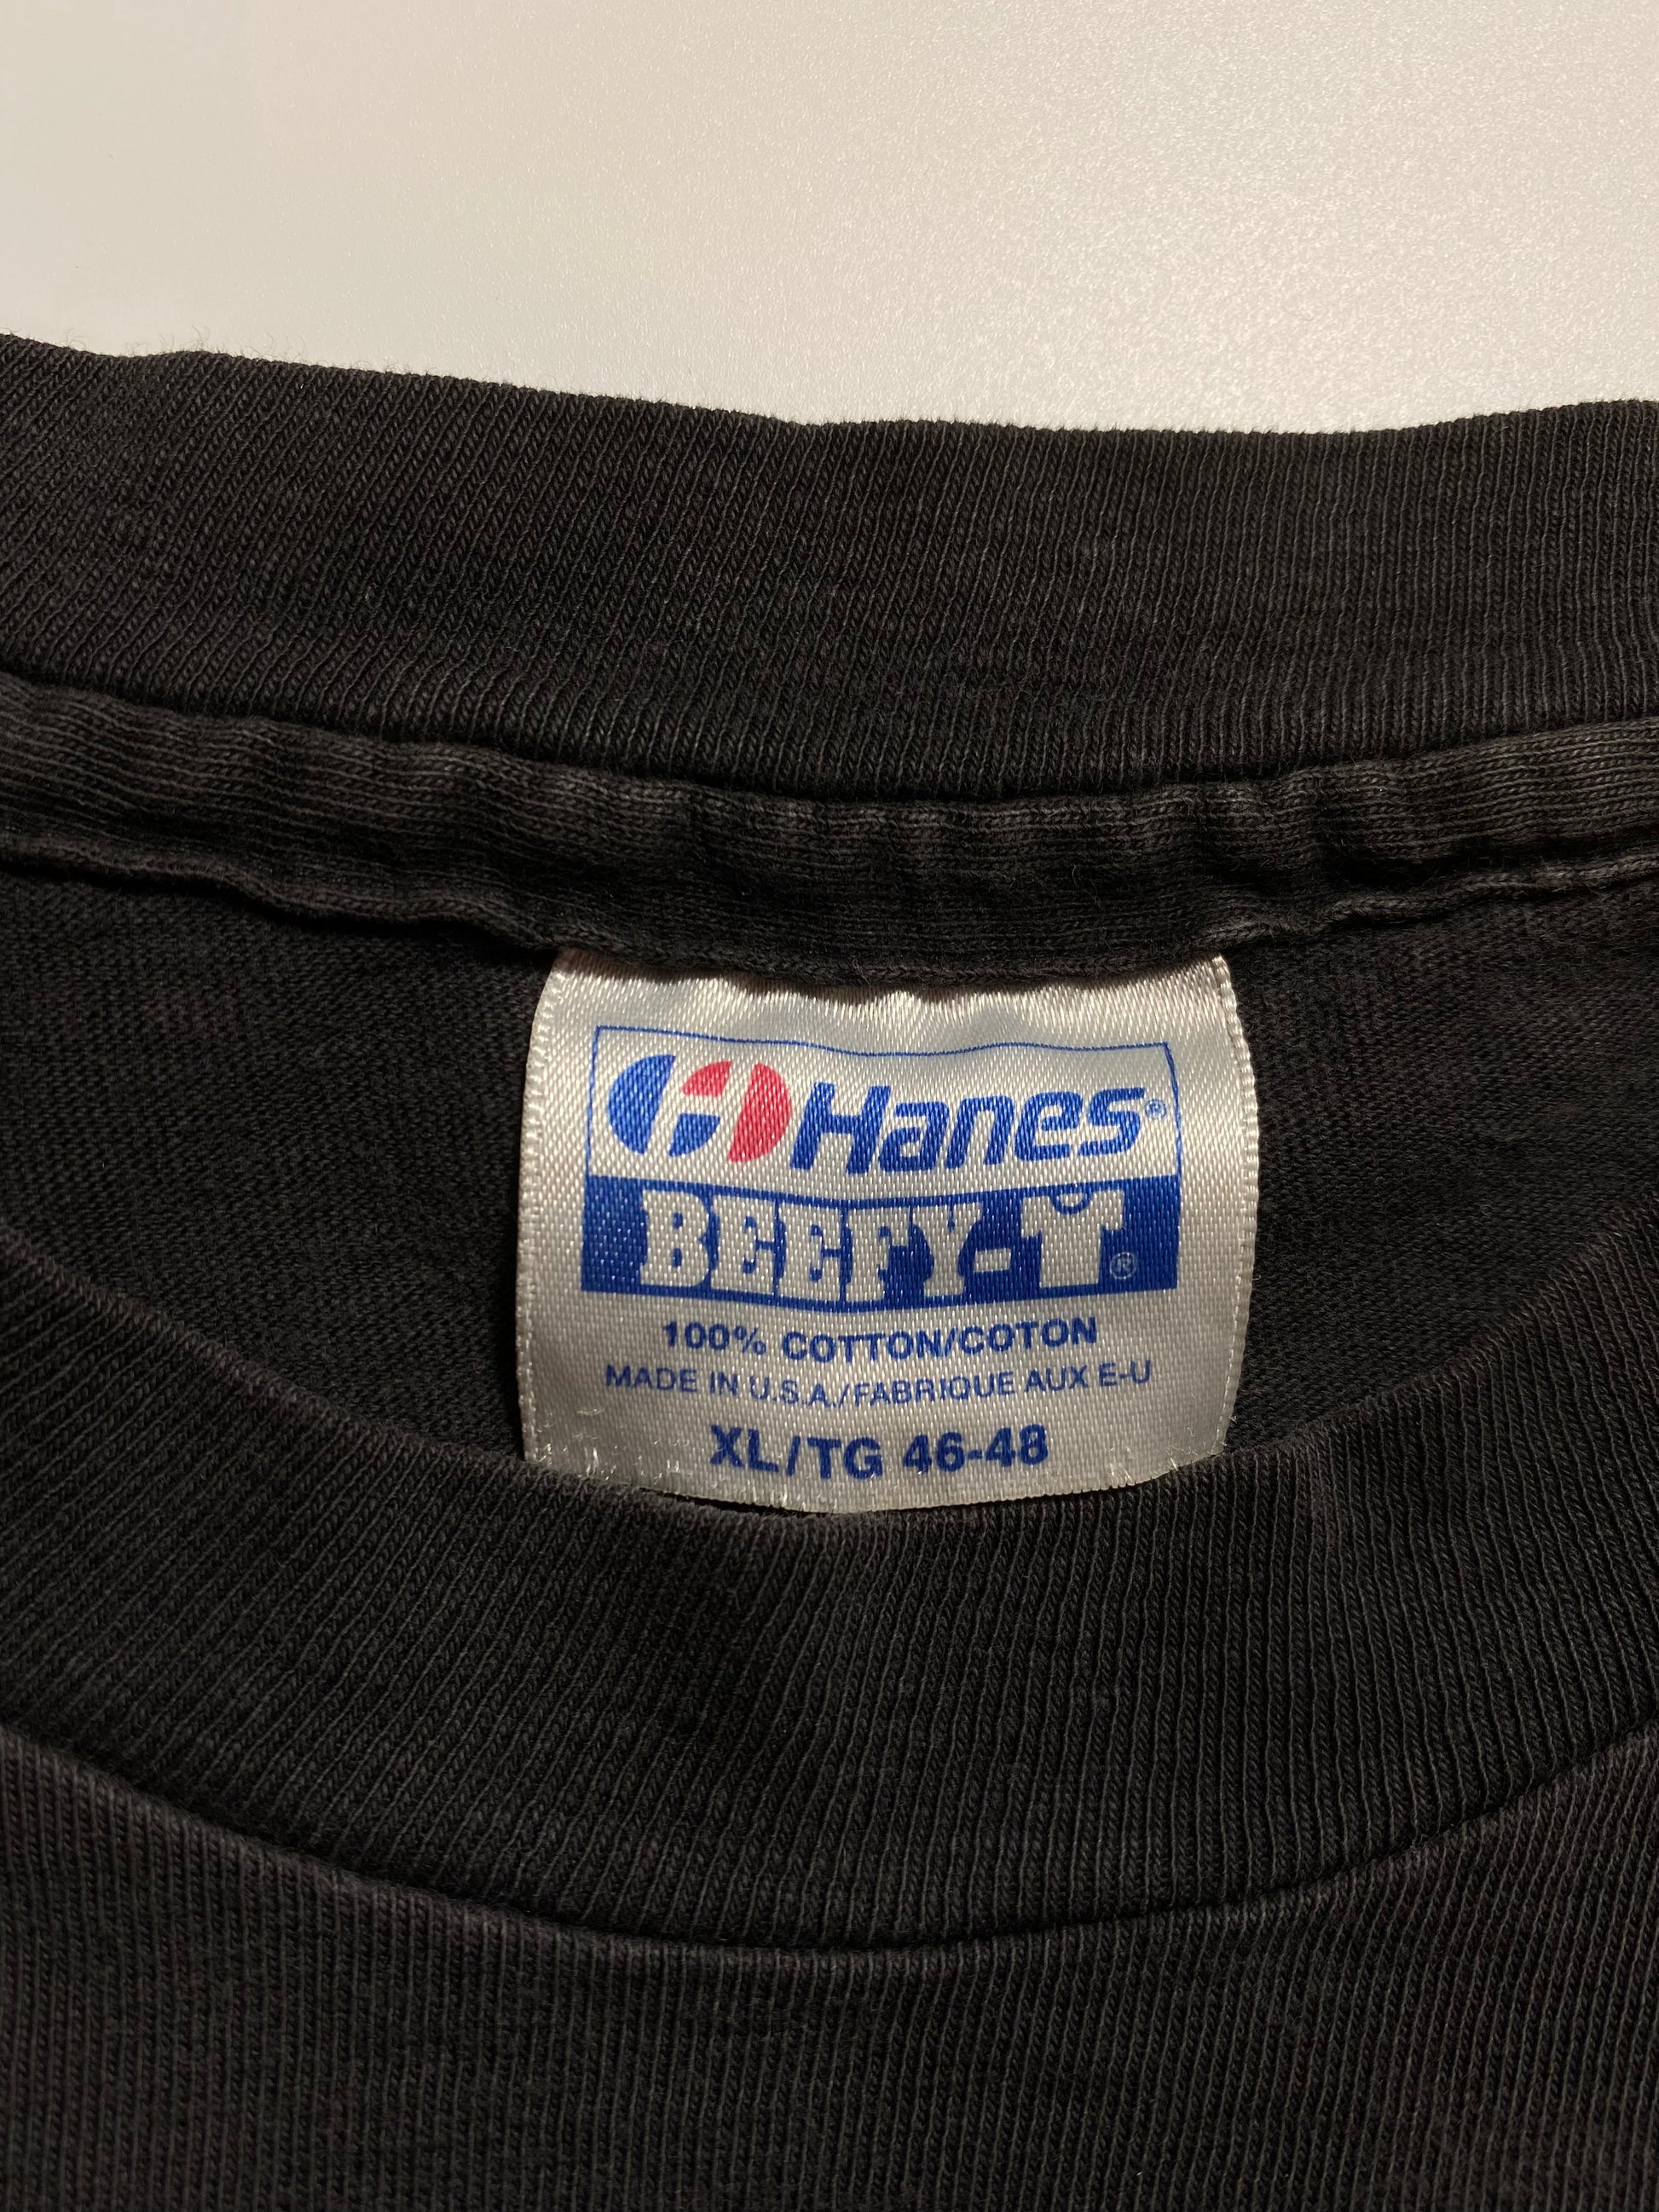 Hanes®
BEEFY-T®
100% COTTON/COTON
MADE IN U.S.A./FABRIQUE AUX E-U
XL/TG 46-48